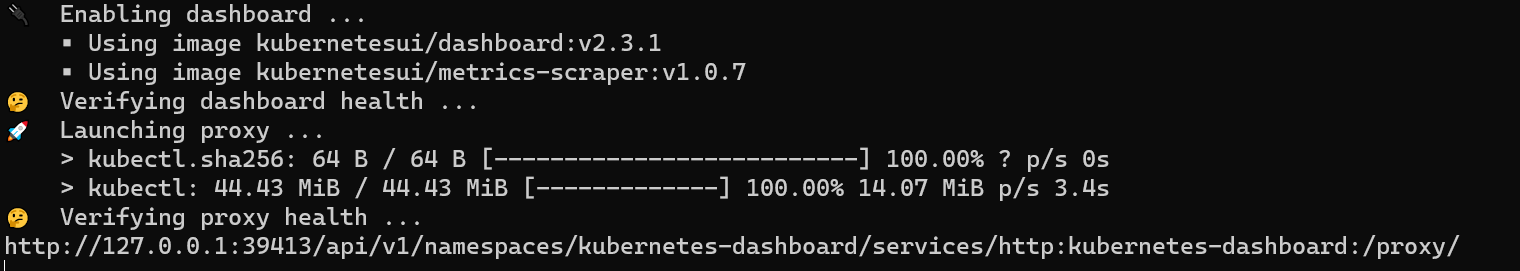 🔌 Enabling dashboard ...
▪ Using image kubernetesui/dashboard:v2.3.1
▪ Using image kubernetesui/metrics-scraper:v1.0.7
🤔 Verifying dashboard health ...
🚀 Launching proxy ...
> kubectl.sha256: 64 B / 64 B [--------------------------] 100.00% ? p/s 0s
> kubectl: 44.43 MiB / 44.43 MiB [-------------] 100.00% 14.07 MiB p/s 3.4s
🤔 Verifying proxy health ...
http://127.0.0.1:39413/api/v1/namespaces/kubernetes-dashboard/services/http:kubernetes-dashboard:/proxy/